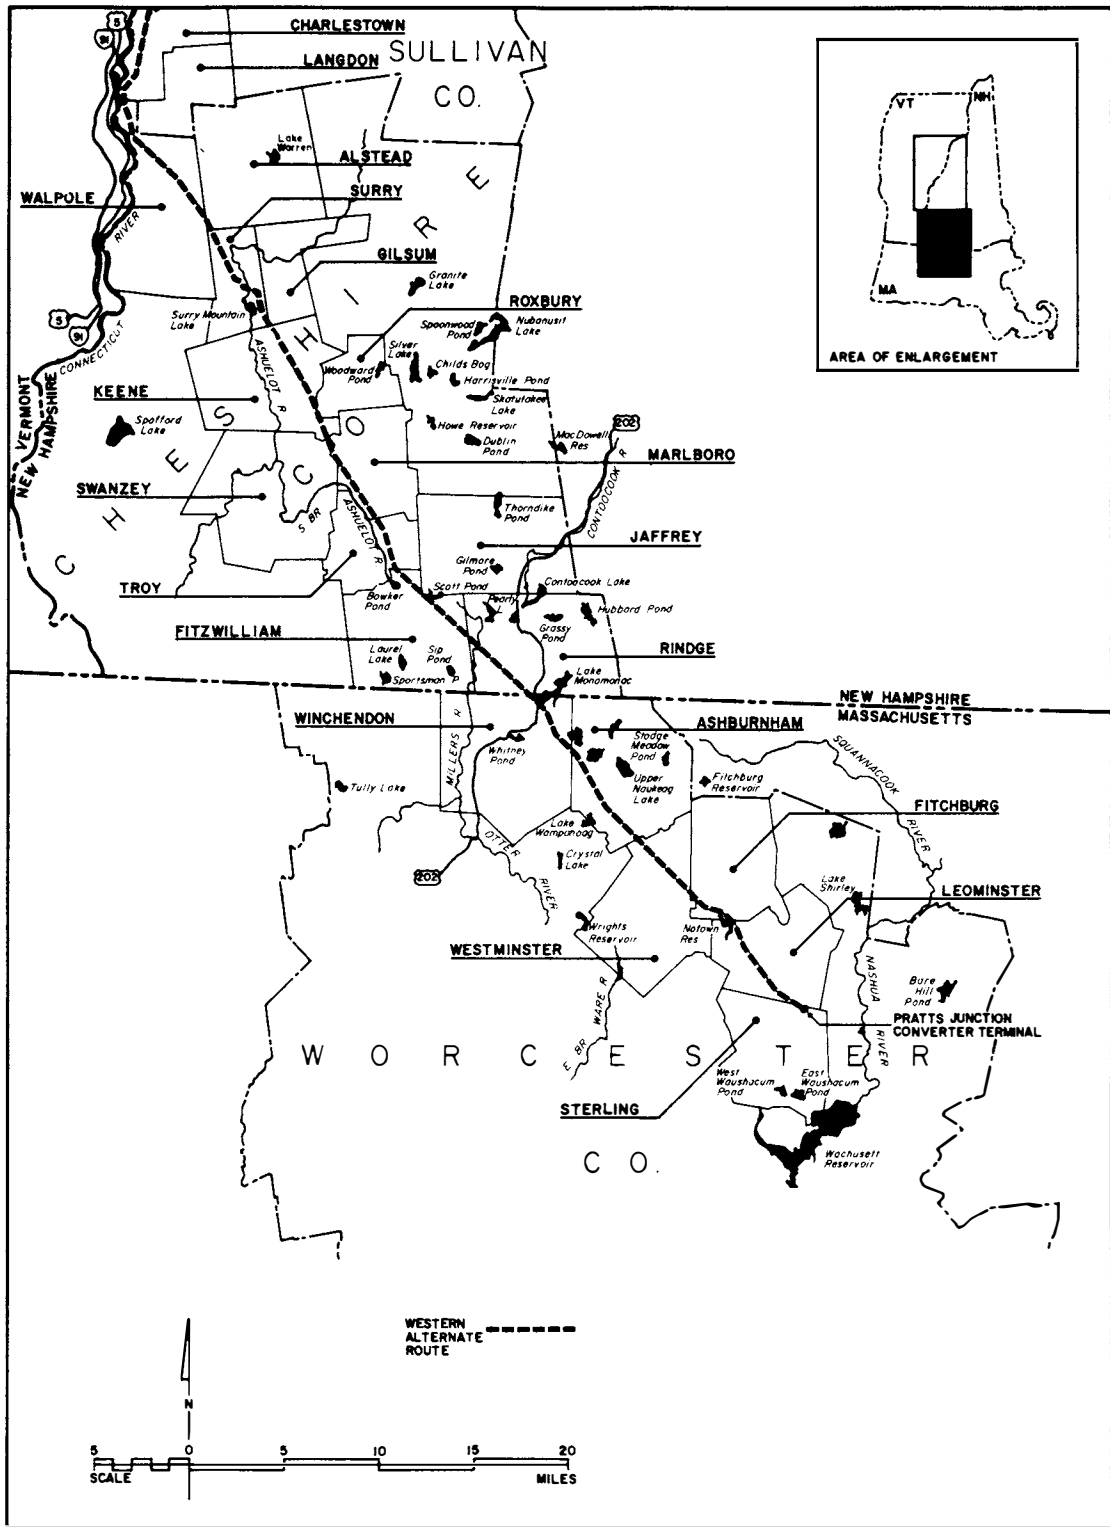 5
91
CHARLESTOWN
LANGDON
SULLIVAN
CO.
VT
NH
MA
AREA OF ENLARGEMENT
Lake
Warren
ALSTEAD
SURRY
WALPOLE
RIVER
GILSUM
Granite
Lake
ROXBURY
Surry Mountain
Lake
5
91
CONNECTICUT
Spoonwood
Pond
Nubanusit
Lake
Silver
Lake
Woodward
Pond
Childs Bog
Harrisville Pond
Skatutakee
Lake
ASHUELOT R
KEENE
VERMONT
NEW HAMPSHIRE
Spofford
Lake
Howe Reservoir
Dublin
Pond
202
MacDowell
Res
MARLBORO
CONTOOCOOK R
SWANZEY
CHESHIRE
CO
S BR
ASHUELOT R
Thorndike
Pond
JAFFREY
Gilmore
Pond
TROY
Bowker
Pond
Scott Pond
Contoocook Lake
Pearly
L
Grassy
Pond
Hubbard Pond
FITZWILLIAM
Laurel
Lake
Sip
Pond
Sportsman P
RINDGE
Lake
Monomonac
NEW HAMPSHIRE
MASSACHUSETTS
WINCHENDON
MILLERS R
Whitney
Pond
ASHBURNHAM
Stodge
Meadow
Pond
Upper
Naukeag
Lake
SQUANNACOOK
RIVER
Tully Lake
Fitchburg
Reservoir
FITCHBURG
Lake
Wampanoag
OTTER
RIVER
Crystal
Lake
202
Lake
Shirley
LEOMINSTER
Wrights
Reservoir
Notown
Res
WESTMINSTER
NASHUA
RIVER
Bare
Hill
Pond
E BR WARE R
PRATTS JUNCTION
CONVERTER TERMINAL
WORCESTER
CO.
West
Waushacum
Pond
East
Waushacum
Pond
STERLING
Wachusett
Reservoir
WESTERN
ALTERNATE
ROUTE
N
5 0 5 10 15 20
SCALE MILES